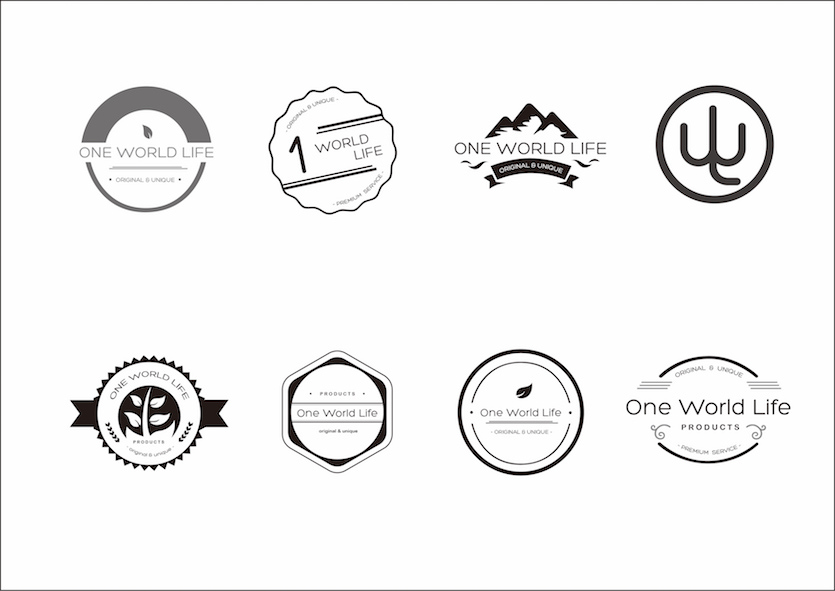 ONE WORLD LIFE
• ORIGINAL & UNIQUE •
- ORIGINAL & UNIQUE -
1 WORLD
LIFE
- PREMIUM SERVICE -
ONE WORLD LIFE
ORIGINAL & UNIQUE
ONE WORLD LIFE
PRODUCTS
original & unique
• PRODUCTS •
One World Life
original & unique
• One World Life •
- ORIGINAL & UNIQUE -
ORIGINAL & UNIQUE
One World Life
PRODUCTS
- PREMIUM SERVICE -